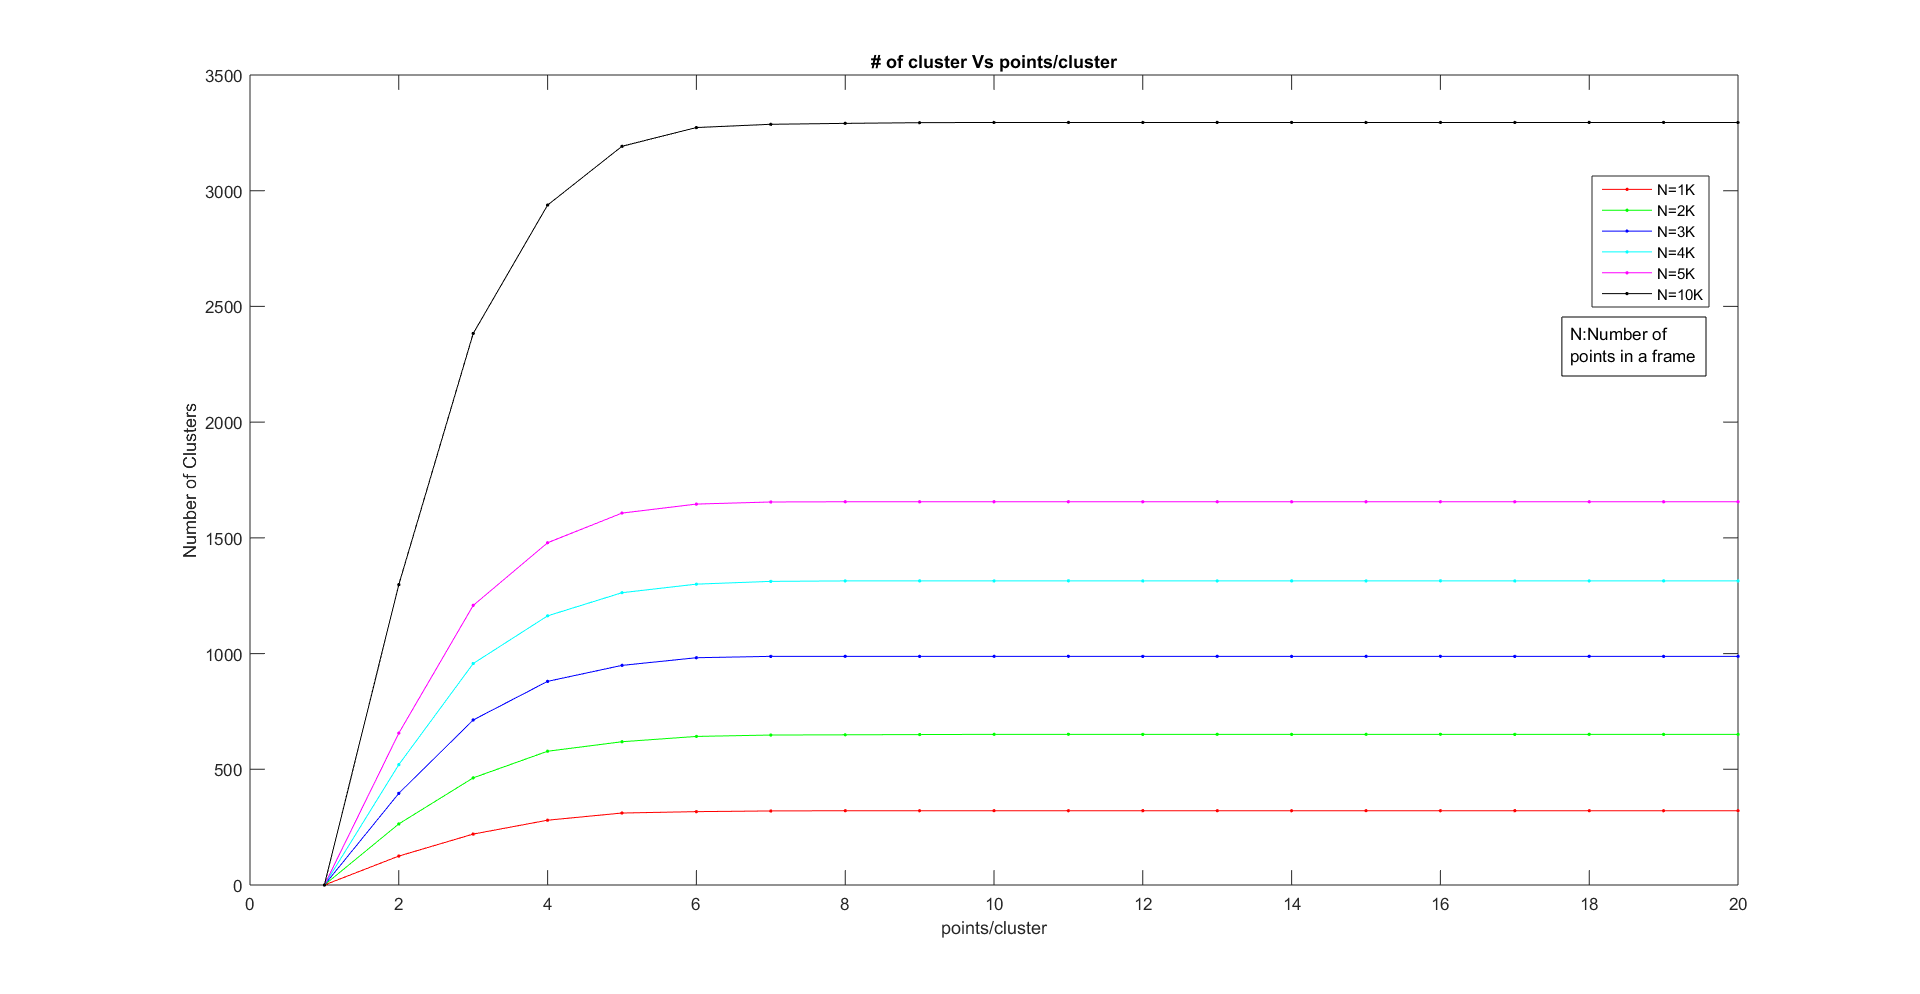 # of cluster Vs points/cluster
3500
3000
2500
2000
1500
1000
500
0
Number of Clusters
N=1K
N=2K
N=3K
N=4K
N=5K
N=10K
N:Number of
points in a frame
0 2 4 6 8 10 12 14 16 18 20
points/cluster